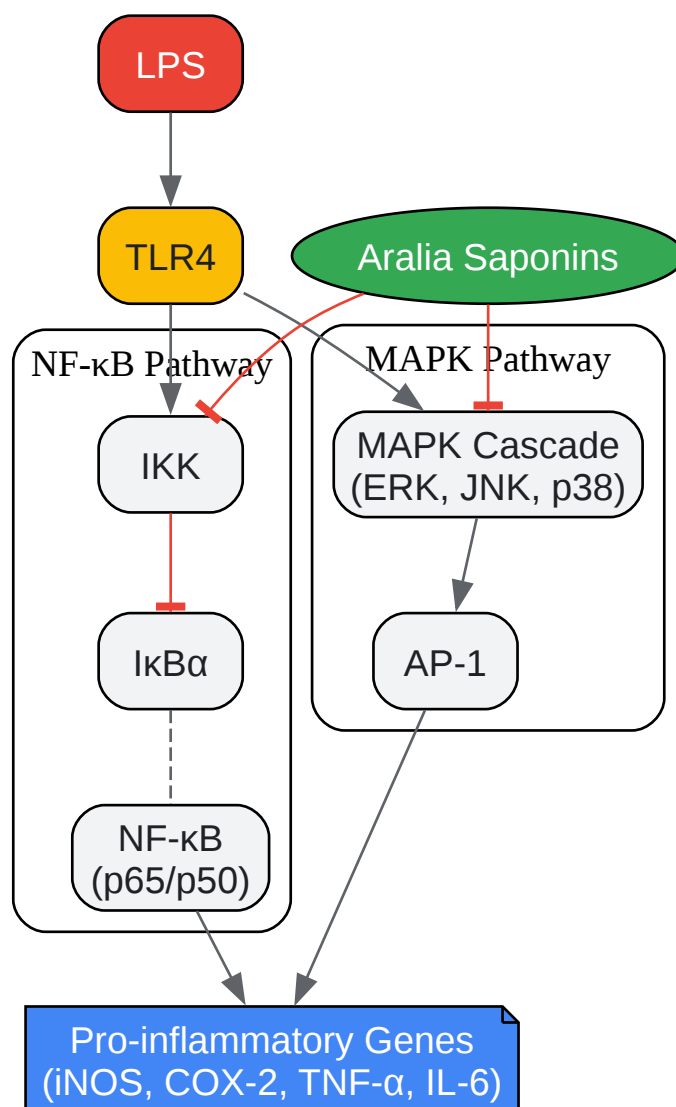 LPS
TLR4
Aralia Saponins
NF-κB Pathway
MAPK Pathway
IKK
MAPK Cascade
(ERK, JNK, p38)
IκBα
AP-1
NF-κB
(p65/p50)
Pro-inflammatory Genes
(iNOS, COX-2, TNF-α, IL-6)